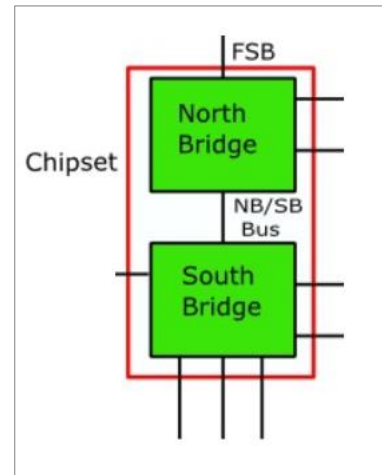 FSB
North
Bridge
Chipset
NB/SB
Bus
South
Bridge